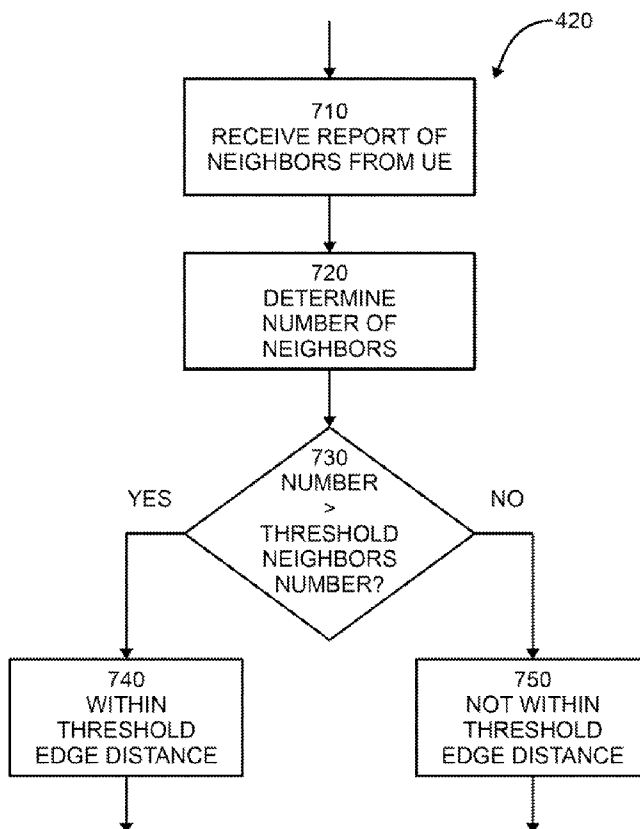 420
710
RECEIVE REPORT OF
NEIGHBORS FROM UE
720
DETERMINE
NUMBER OF
NEIGHBORS
730
NUMBER
>
THRESHOLD
NEIGHBORS
NUMBER?
YES
NO
740
WITHIN
THRESHOLD
EDGE DISTANCE
750
NOT WITHIN
THRESHOLD
EDGE DISTANCE